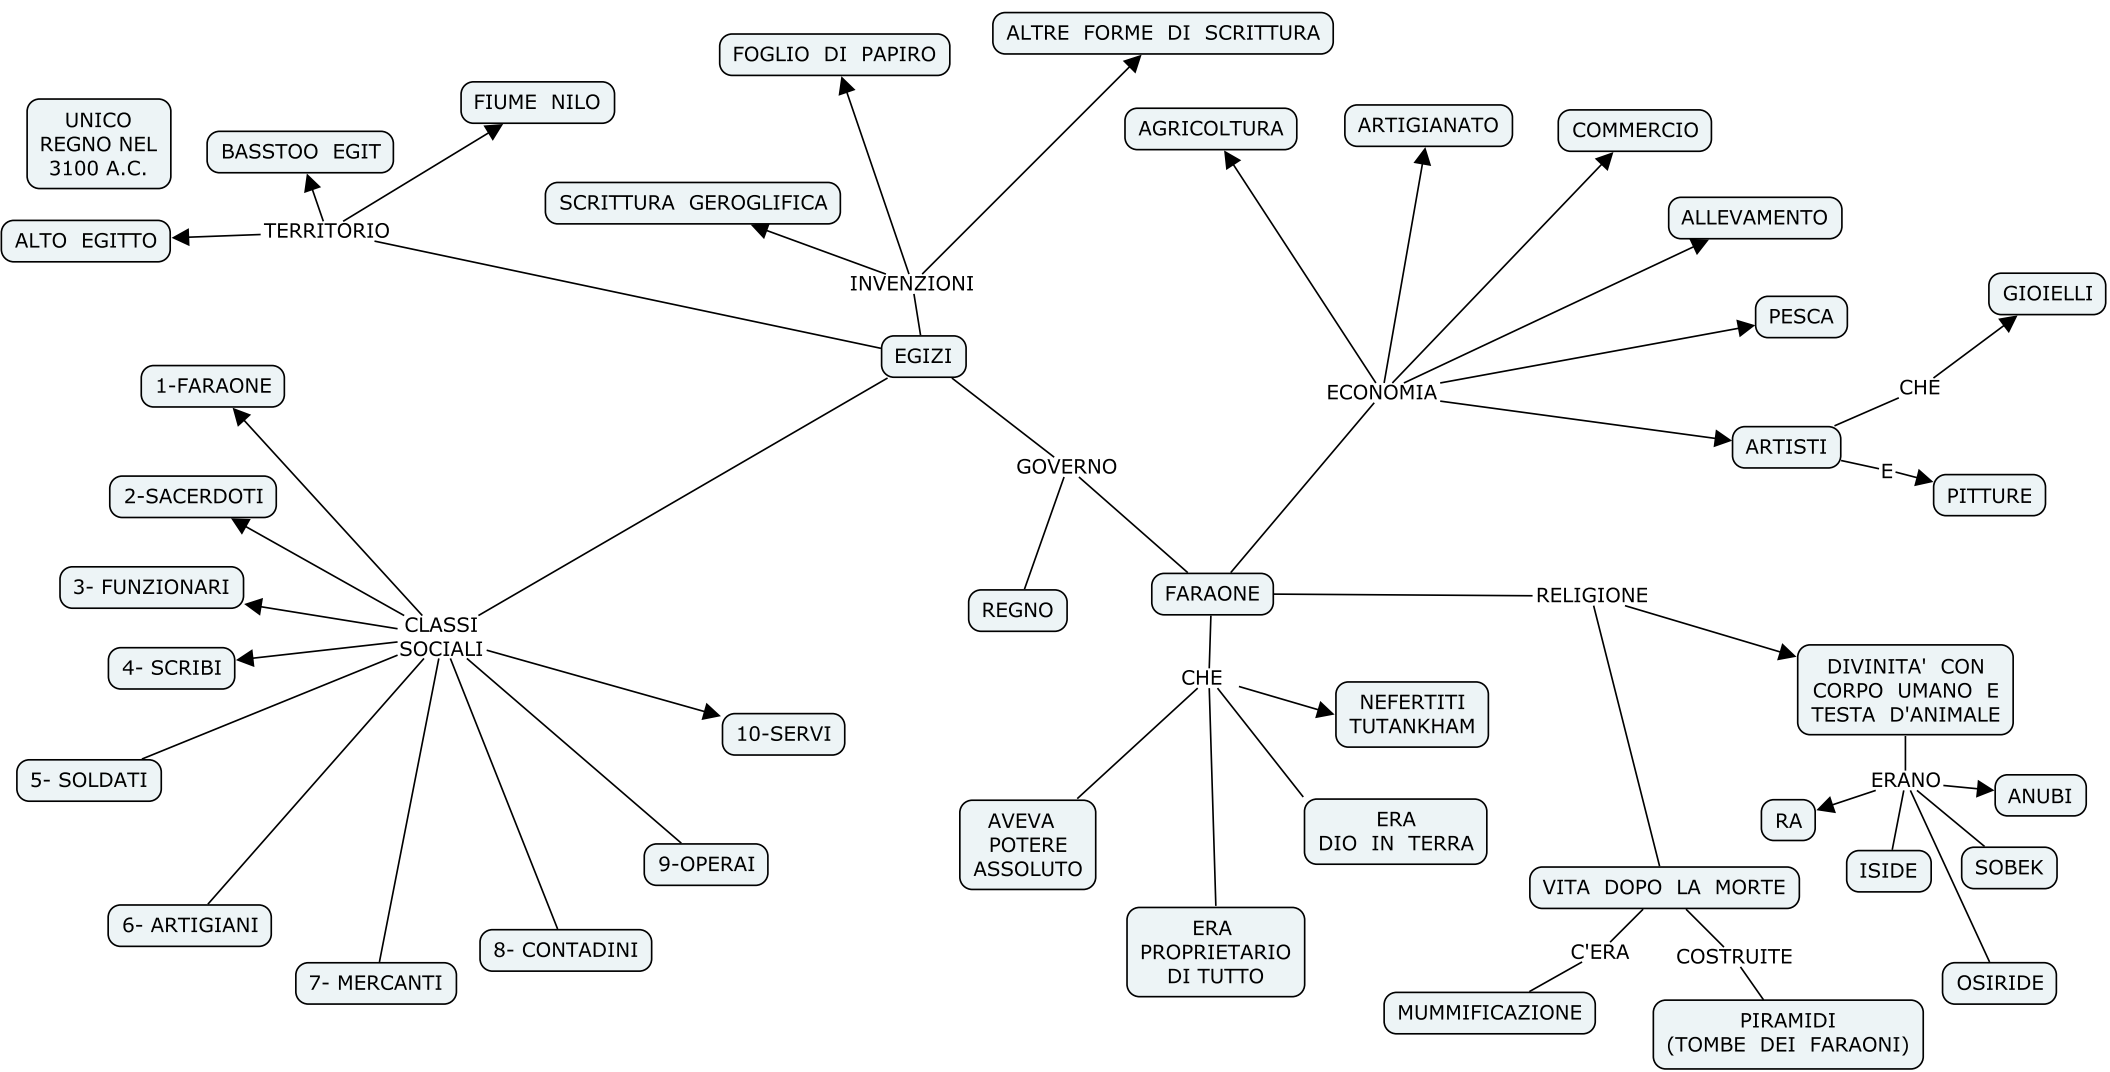 ALTRE FORME DI SCRITTURA
FOGLIO DI PAPIRO
FIUME NILO
UNICO
REGNO NEL
3100 A.C.
BASSTOO EGIT
ALTO EGITTO
TERRITORIO
SCRITTURA GEROGLIFICA
INVENZIONI
EGIZI
AGRICOLTURA
ARTIGIANATO
COMMERCIO
ALLEVAMENTO
PESCA
GIOIELLI
CHE
ECONOMIA
ARTISTI
E
PITTURE
1-FARAONE
2-SACERDOTI
3- FUNZIONARI
4- SCRIBI
CLASSI
SOCIALI
5- SOLDATI
6- ARTIGIANI
7- MERCANTI
8- CONTADINI
9-OPERAI
10-SERVI
GOVERNO
REGNO
FARAONE
CHE
NEFERTITI
TUTANKHAM
AVEVA
POTERE
ASSOLUTO
ERA
DIO IN TERRA
ERA
PROPRIETARIO
DI TUTTO
RELIGIONE
DIVINITA' CON
CORPO UMANO E
TESTA D'ANIMALE
ERANO
RA
ANUBI
ISIDE
SOBEK
OSIRIDE
VITA DOPO LA MORTE
C'ERA
COSTRUITE
MUMMIFICAZIONE
PIRAMIDI
(TOMBE DEI FARAONI)